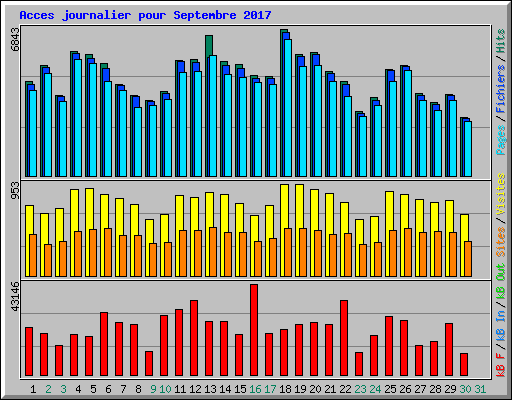 Acces journalier pour Septembre 2017
6843
953
43146
Pages / Fichiers / Hits
Sites / Visites
kB F / kB In / kB Out
1 2 3 4 5 6 7 8 9 10 11 12 13 14 15 16 17 18 19 20 21 22 23 24 25 26 27 28 29 30 31